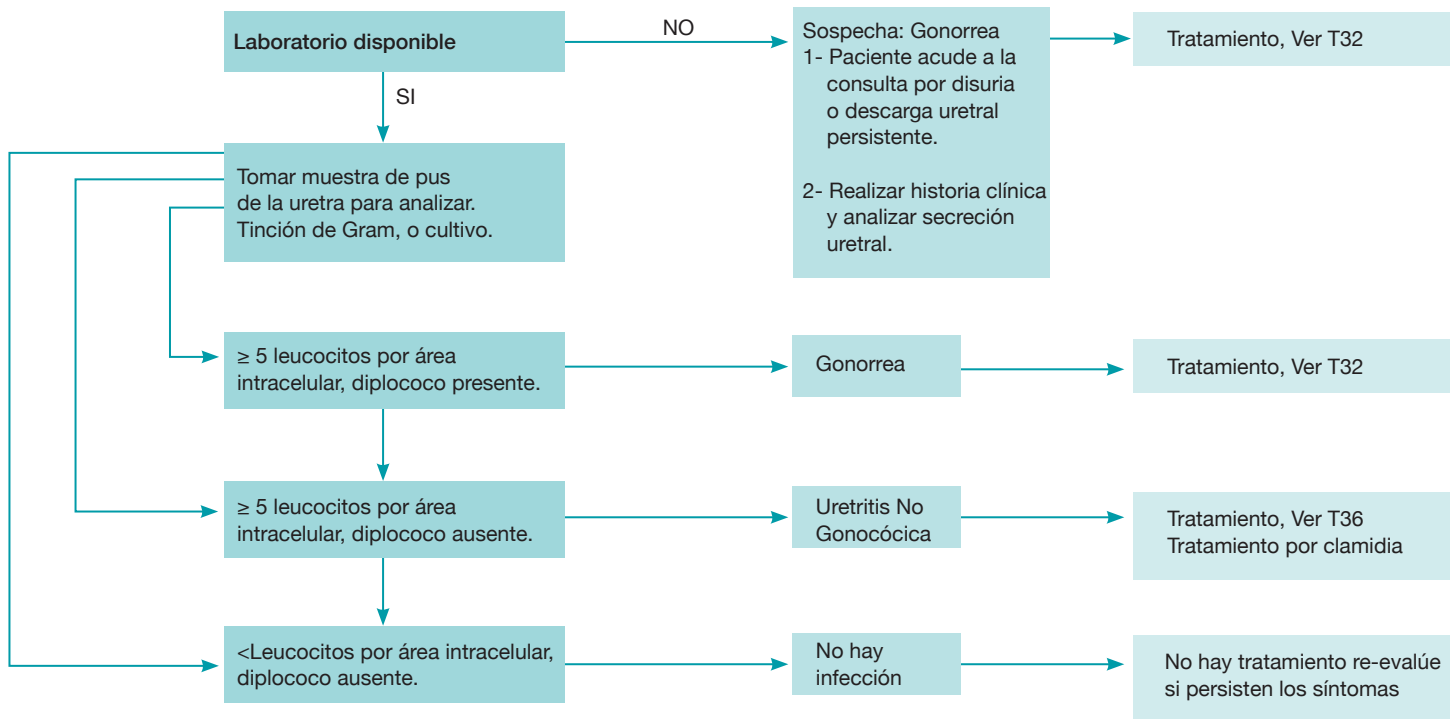 Laboratorio disponible
NO
Sospecha: Gonorrea
1- Paciente acude a la
consulta por disuria
o descarga uretral
persistente.
2- Realizar historia clínica
y analizar secreción
uretral.
Tratamiento, Ver T32
SI
Tomar muestra de pus
de la uretra para analizar.
Tinción de Gram, o cultivo.
≥ 5 leucocitos por área
intracelular, diplococo presente.
Gonorrea
Tratamiento, Ver T32
≥ 5 leucocitos por área
intracelular, diplococo ausente.
Uretritis No
Gonocócica
Tratamiento, Ver T36
Tratamiento por clamidia
<Leucocitos por área intracelular,
diplococo ausente.
No hay
infección
No hay tratamiento re-evalúe
si persisten los síntomas